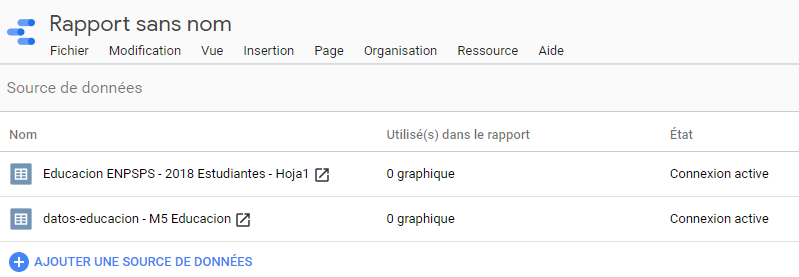 Rapport sans nom
Fichier Modification Vue Insertion Page Organisation Ressource Aide
Source de données
Nom Utilisé(s) dans le rapport État
Educacion ENPSPS - 2018 Estudiantes - Hoja1 0 graphique Connexion active
datos-educacion - M5 Educacion 0 graphique Connexion active
AJOUTER UNE SOURCE DE DONNÉES